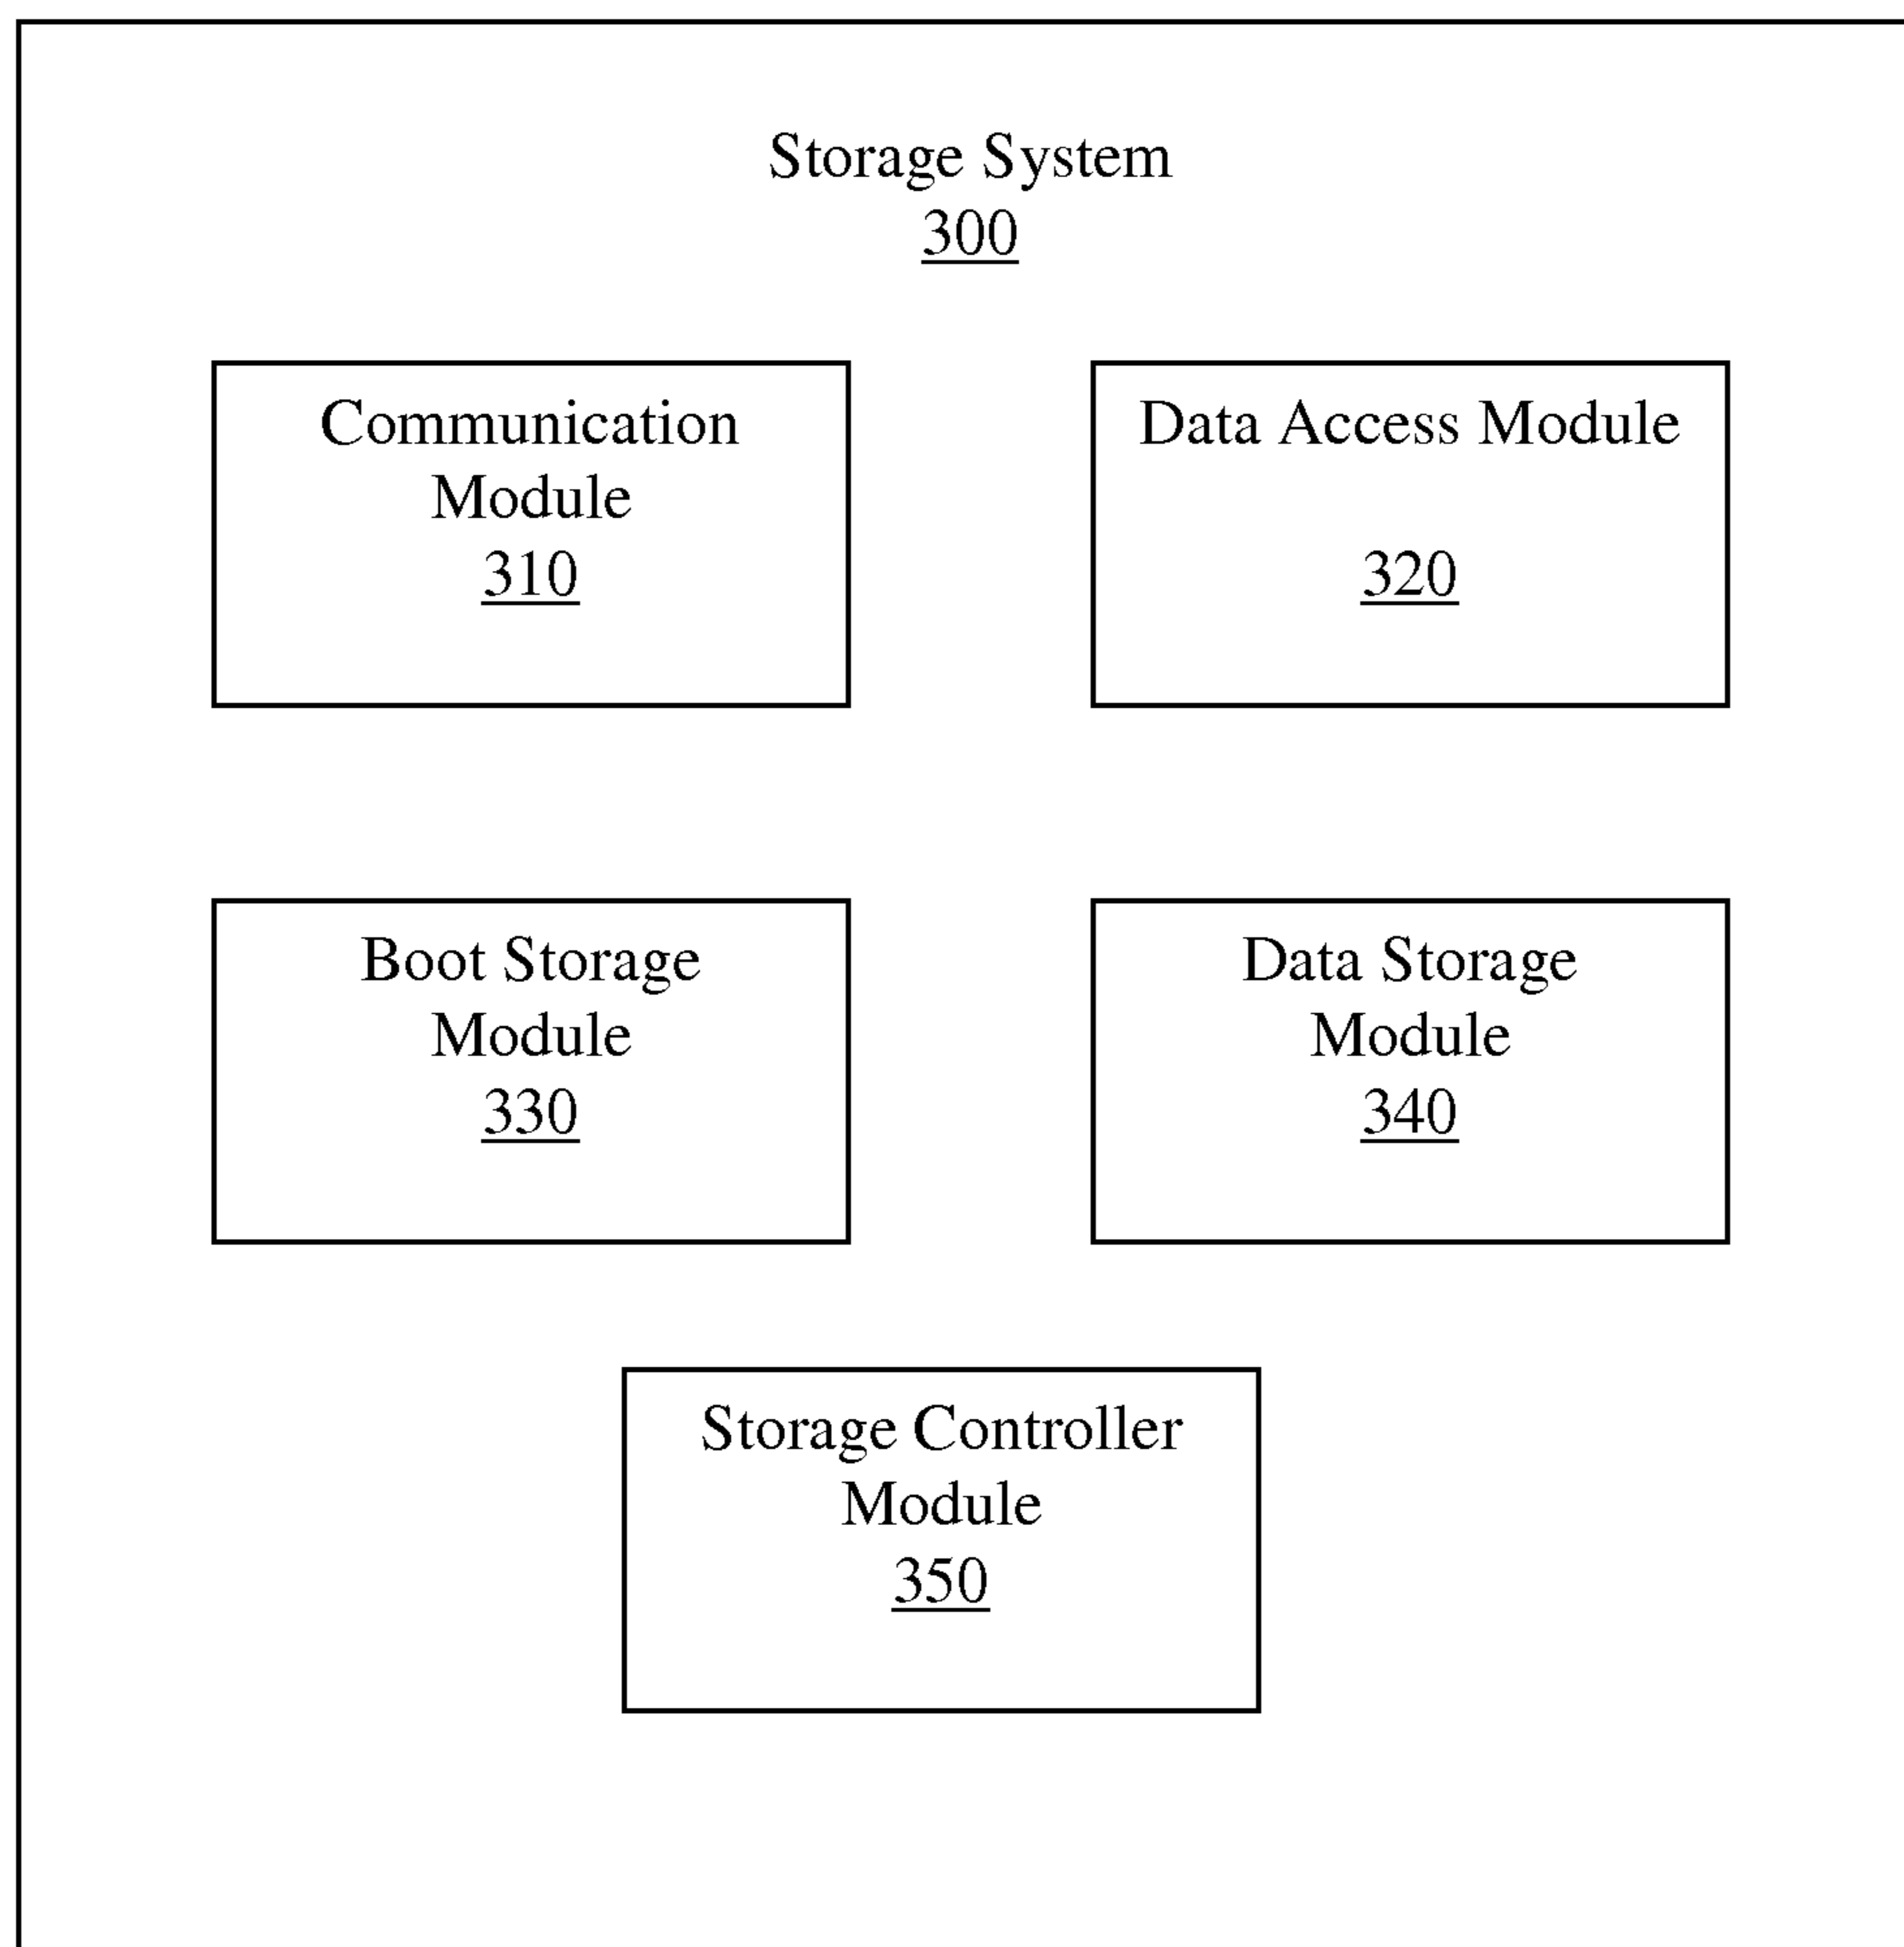 Storage System
300
Communication
Module
310
Data Access Module
320
Boot Storage
Module
330
Data Storage
Module
340
Storage Controller
Module
350